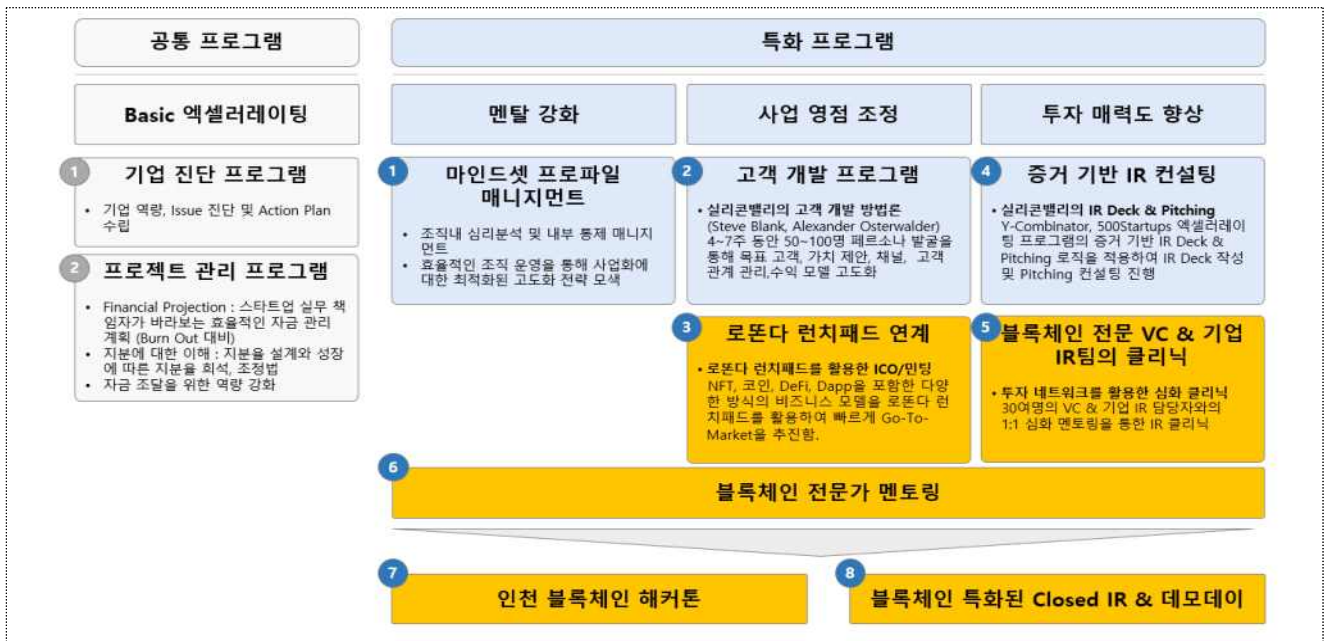 공통 프로그램
특화 프로그램
Basic 엑셀러레이팅
멘탈 강화
사업 영점 조정
투자 매력도 향상
1
기업 진단 프로그램
• 기업 역량, Issue 진단 및 Action Plan
수립
2
프로젝트 관리 프로그램
• Financial Projection : 스타트업 실무 책
임자가 바라보는 효율적인 자금 관리
계획 (Burn Out 대비)
• 지분에 대한 이해 : 지분율 설계와 성장
에 따른 지분율 희석, 조정법
• 자금 조달을 위한 역량 강화
1
마인드셋 프로파일
매니지먼트
• 조직내 심리분석 및 내부 통제 매니지
먼트
• 효율적인 조직 운영을 통해 사업화에
대한 최적화된 고도화 전략 모색
2
고객 개발 프로그램
• 실리콘밸리의 고객 개발 방법론
(Steve Blank, Alexander Osterwalder)
4~7주 동안 50~100명 페르소나 발굴을
통해 목표 고객, 가치 제안, 채널, 고객
관계 관리,수익 모델 고도화
3
로똔다 런치패드 연계
• 로똔다 런치패드를 활용한 ICO/민팅
NFT, 코인, DeFi, Dapp을 포함한 다양
한 방식의 비즈니스 모델을 로똔다 런
치패드를 활용하여 빠르게 Go-To-
Market을 추진함.
4
증거 기반 IR 컨설팅
• 실리콘밸리의 IR Deck & Pitching
Y-Combinator, 500Startups 액셀러레이
팅 프로그램의 증거 기반 IR Deck &
Pitching 로직을 적용하여 IR Deck 작성
및 Pitching 컨설팅 진행
5
블록체인 전문 VC & 기업
IR팀의 클리닉
• 투자 네트워크를 활용한 심화 클리닉
30여명의 VC & 기업 IR 담당자와의
1:1 심화 멘토링을 통한 IR 클리닉
6
블록체인 전문가 멘토링
7
인천 블록체인 해커톤
8
블록체인 특화된 Closed IR & 데모데이